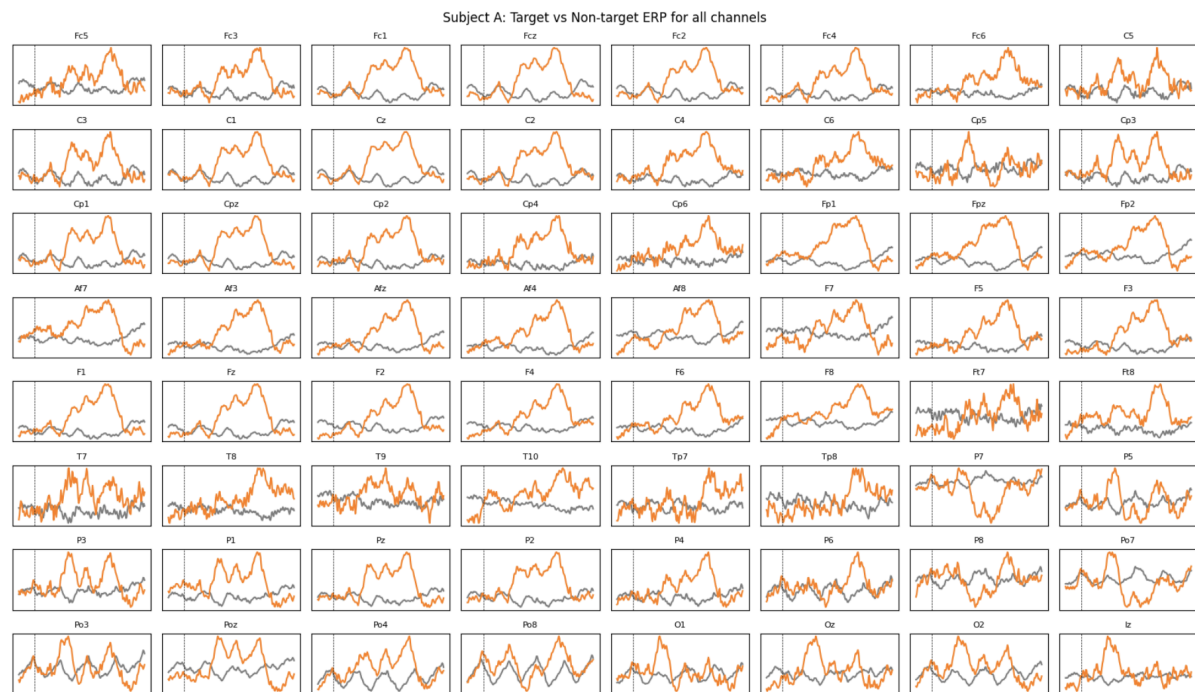 Subject A: Target vs Non-target ERP for all channels
Fc5 Fc3 Fc1 Fcz Fc2 Fc4 Fc6 C5
C3 C1 Cz C2 C4 C6 Cp5 Cp3
Cp1 Cpz Cp2 Cp4 Cp6 Fp1 Fpz Fp2
Af7 Af3 Afz Af4 Af8 F7 F5 F3
F1 Fz F2 F4 F6 F8 Ft7 Ft8
T7 T8 T9 T10 Tp7 Tp8 P7 P5
P3 P1 Pz P2 P4 P6 P8 Po7
Po3 Poz Po4 Po8 O1 Oz O2 Iz